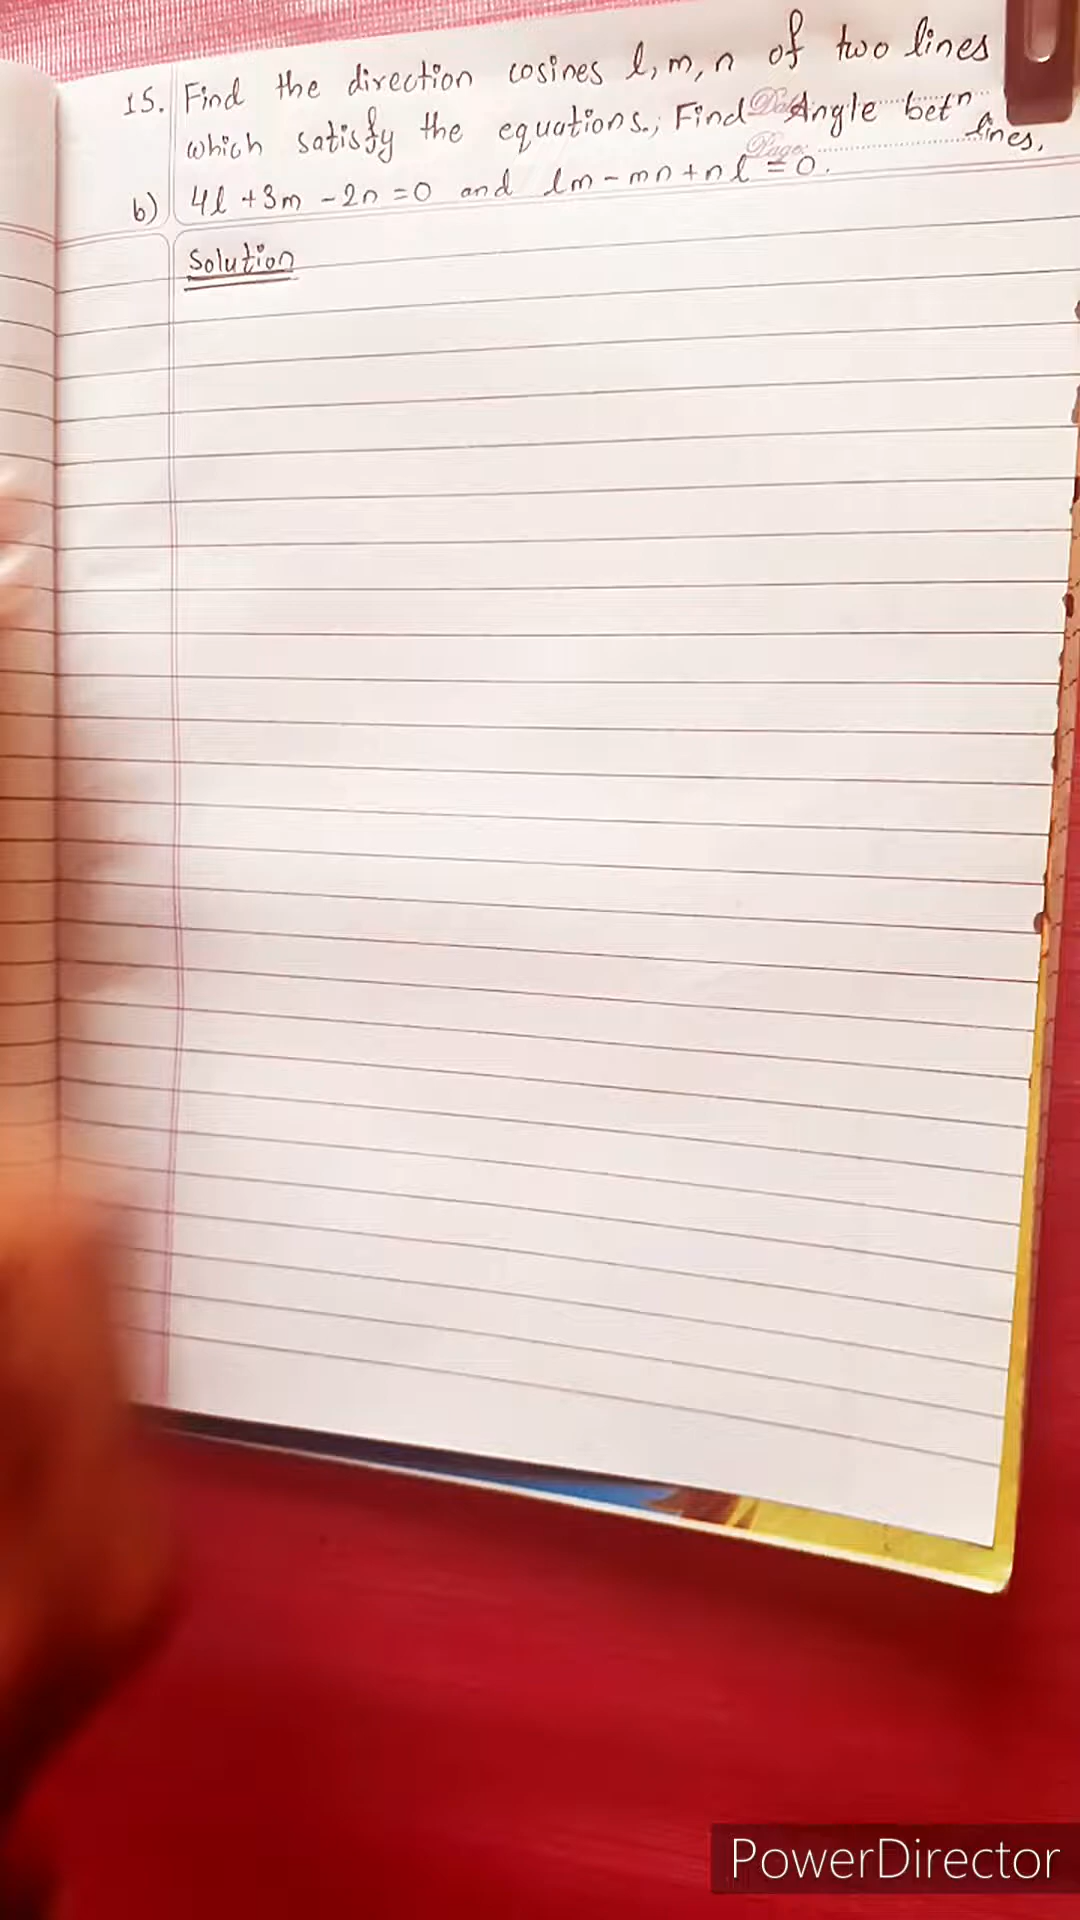 15. Find the direction cosines l, m, n of two lines
which satisfy the equations., Find Angle betn lines,
b) 4l + 3m - 2n = 0 and lm - mn + nl = 0.
Solution
Page:
PowerDirector